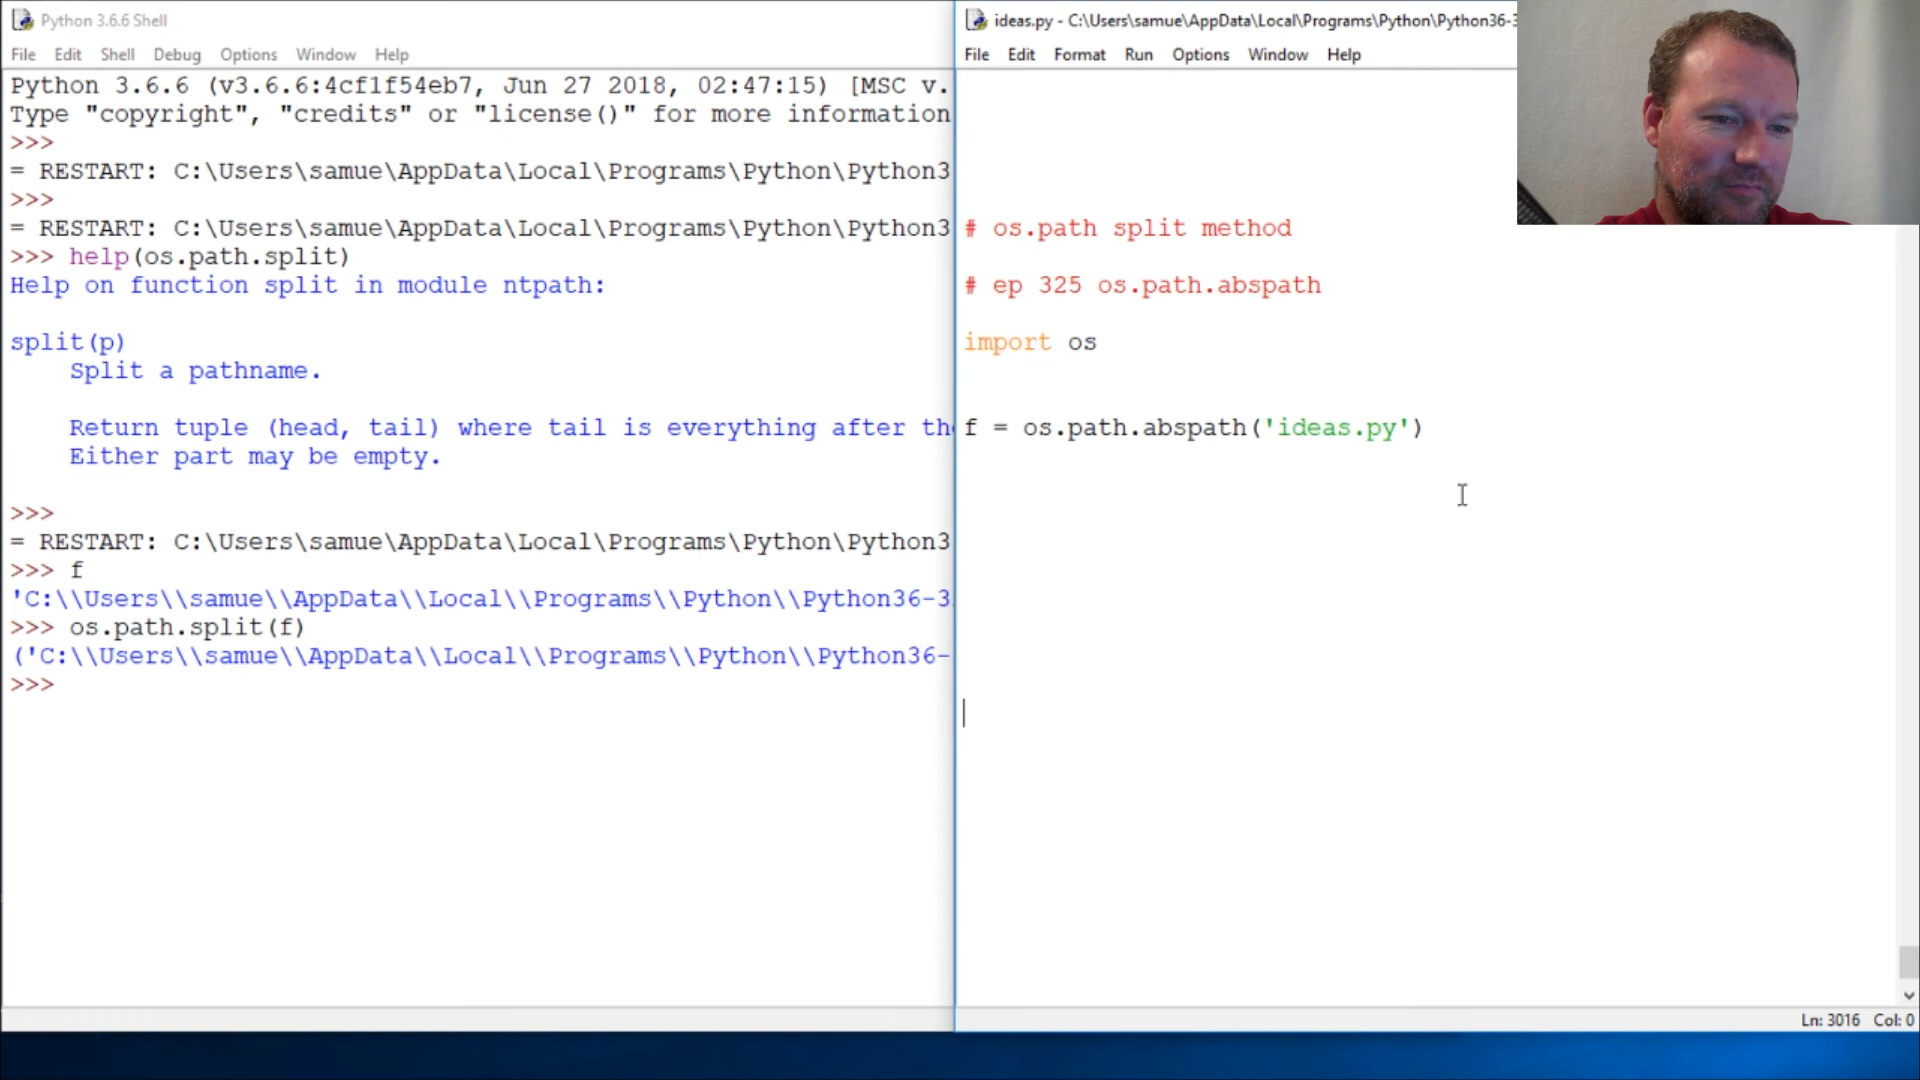 Python 3.6.6 Shell
File Edit Shell Debug Options Window Help
Python 3.6.6 (v3.6.6:4cf1f54eb7, Jun 27 2018, 02:47:15) [MSC v.
Type "copyright", "credits" or "license()" for more information
>>>
= RESTART: C:\Users\samue\AppData\Local\Programs\Python\Python3
>>>
= RESTART: C:\Users\samue\AppData\Local\Programs\Python\Python3
>>> help(os.path.split)
Help on function split in module ntpath:
split(p)
Split a pathname.
Return tuple (head, tail) where tail is everything after the
Either part may be empty.
>>>
= RESTART: C:\Users\samue\AppData\Local\Programs\Python\Python3
>>> f
'C:\\Users\\samue\\AppData\\Local\\Programs\\Python\\Python36-3
>>> os.path.split(f)
('C:\\Users\\samue\\AppData\\Local\\Programs\\Python\\Python36-
>>>
ideas.py - C:\Users\samue\AppData\Local\Programs\Python\Python36-3
File Edit Format Run Options Window Help
# os.path split method
# ep 325 os.path.abspath
import os
f = os.path.abspath('ideas.py')
Ln: 3016 Col: 0